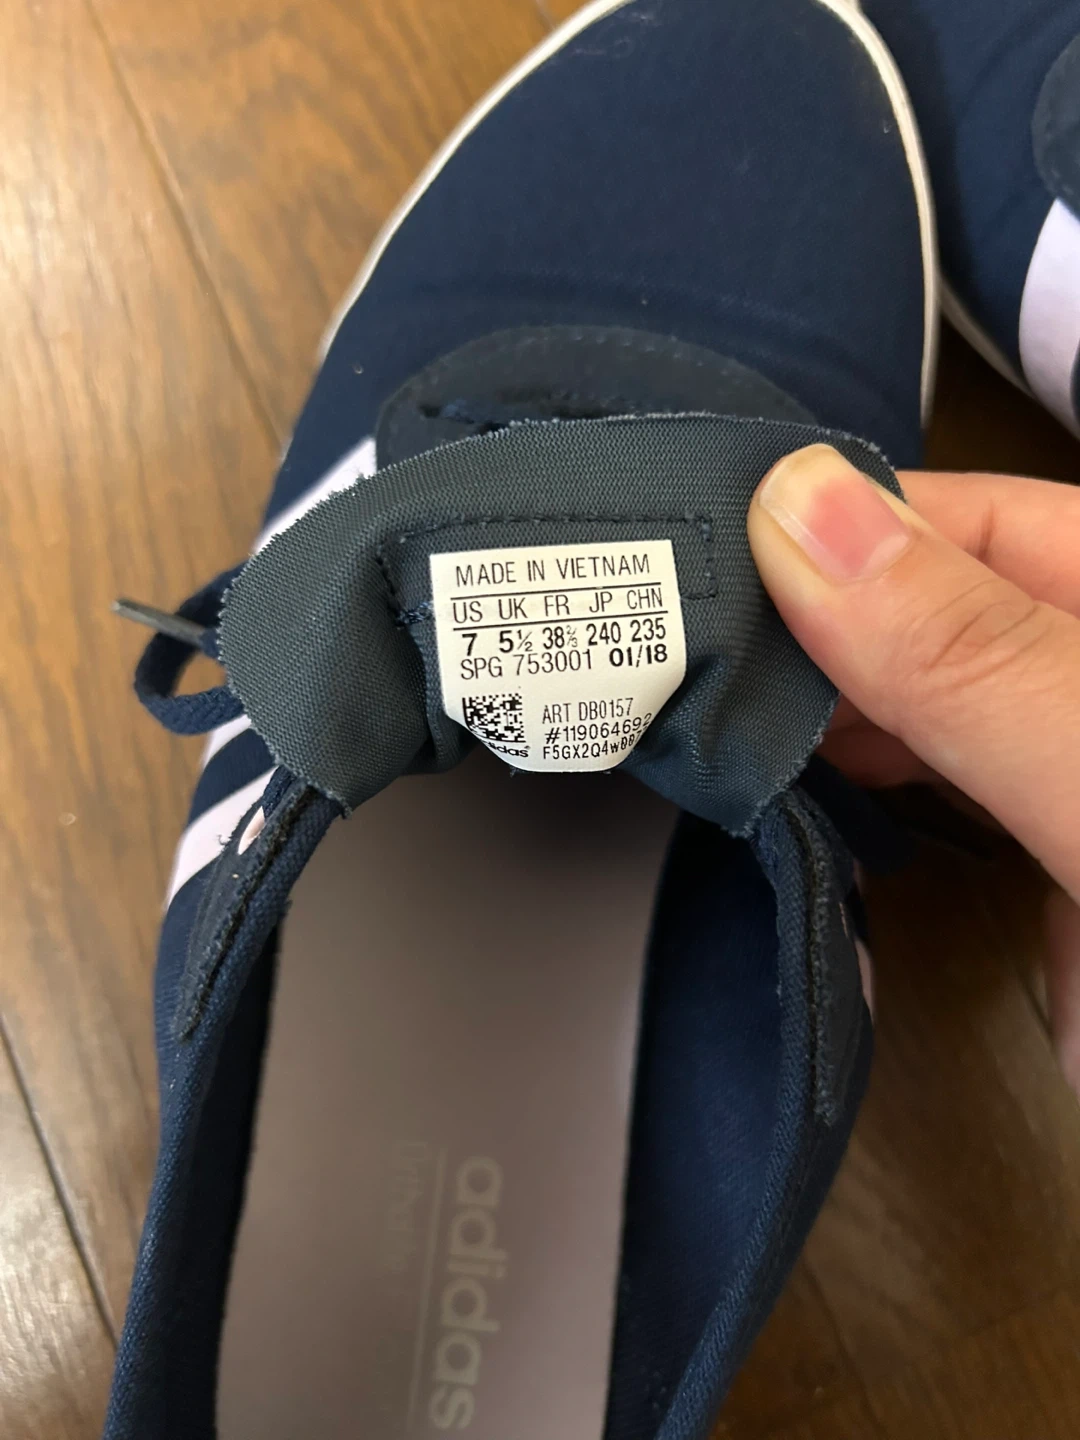 MADE IN VIETNAM
US UK FR JP CHN
7 5½ 38⅔ 240 235
SPG 753001 01/18
ART DB0157
#119064692
adidas
adidas